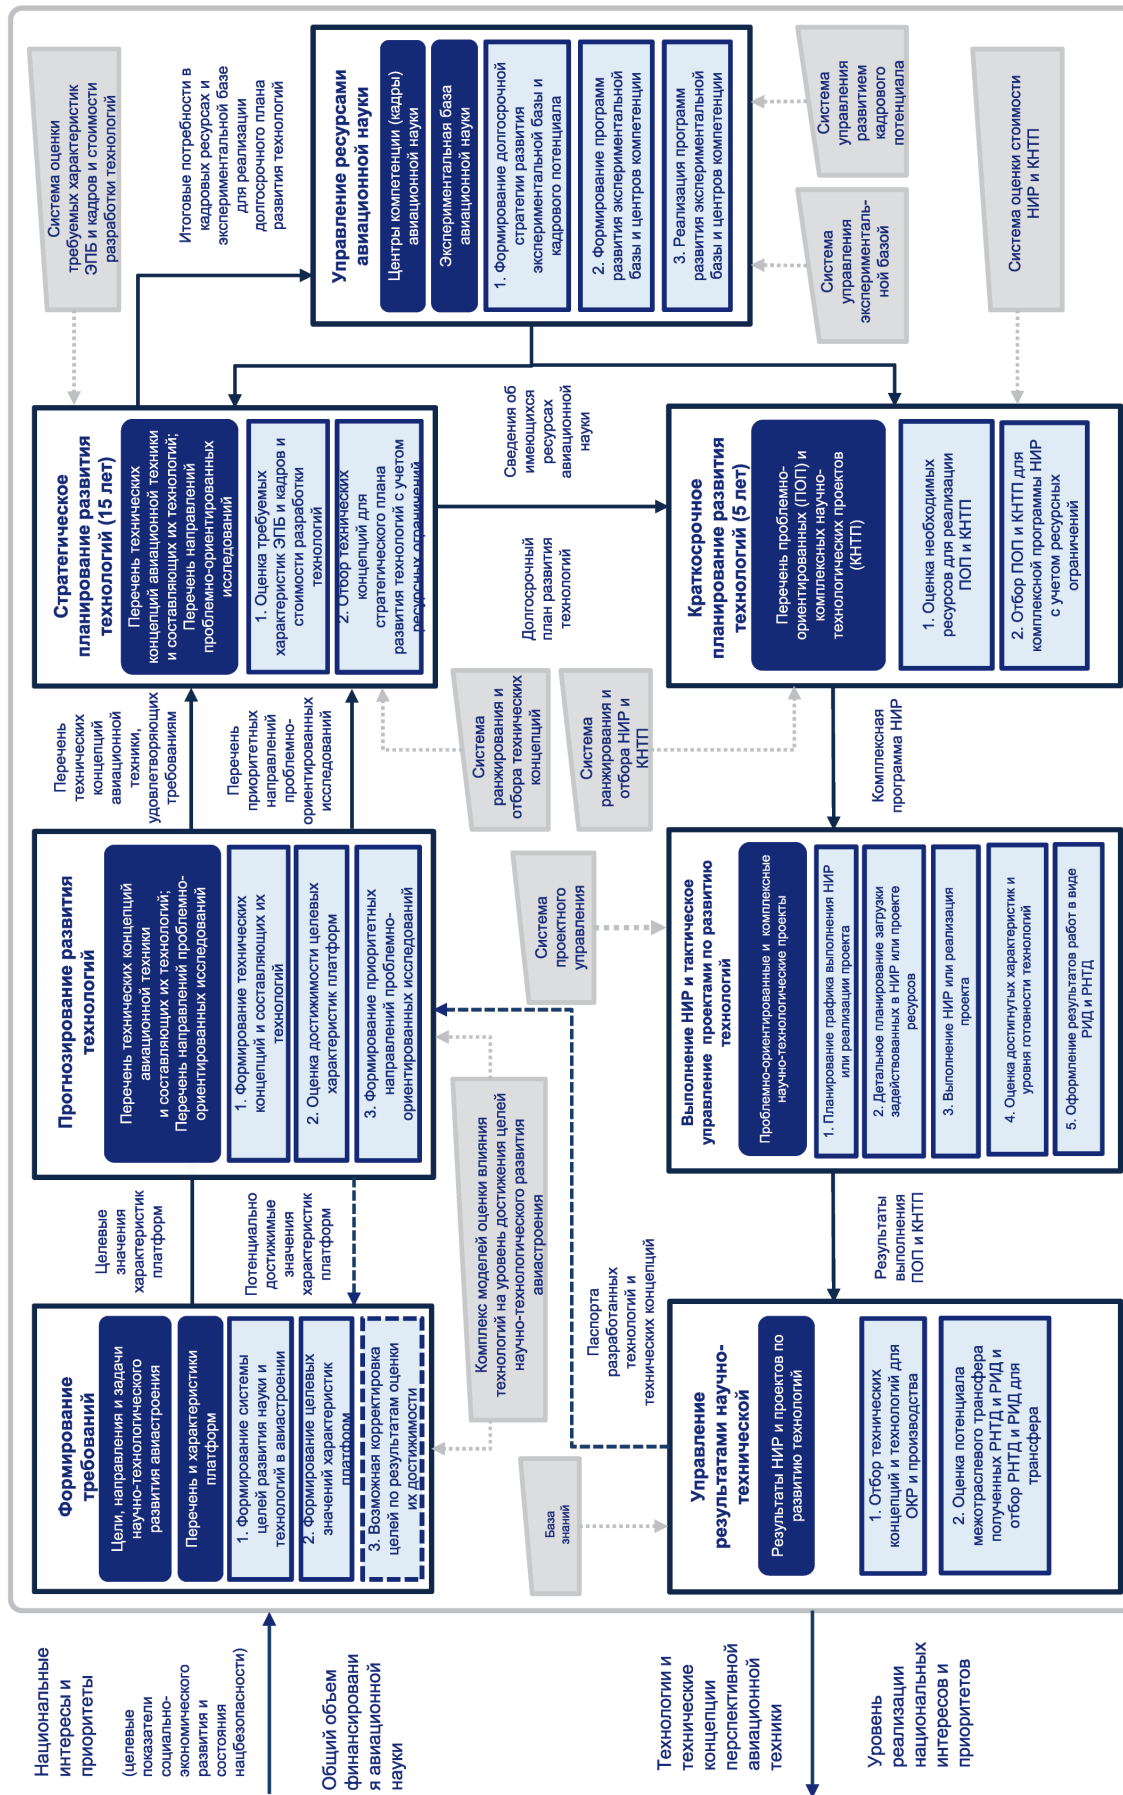 Национальные
интересы и
приоритеты
(целевые
показатели
социально-
экономического
развития и
состояния
нацбезопасности)
Общий объем
финансировани
я авиационной
науки
Формирование
требований
Цели, направления и задачи
научно-технологического
развития авиастроения
Перечень и характеристики
платформ
1. Формирование системы
целей развития науки и
технологий в авиастроении
2. Формирование целевых
значений характеристик
платформ
3. Возможная корректировка
целей по результатам оценки
их достижимости
Целевые
значения
характеристик
платформ
Потенциально
достижимые
значения
характеристик
платформ
Прогнозирование развития
технологий
Перечень технических концепций
авиационной техники
и составляющих их технологий;
Перечень направлений проблемно-
ориентированных исследований
1. Формирование технических
концепций и составляющих их
технологий
2. Оценка достижимости целевых
характеристик платформ
3. Формирование приоритетных
направлений проблемно-
ориентированных исследований
Перечень
технических
концепций
авиационной
техники,
удовлетворяющих
требованиям
Перечень
приоритетных
направлений
проблемно-
ориентированных
исследований
Стратегическое
планирование развития
технологий (15 лет)
Перечень технических
концепций авиационной техники
и составляющих их технологий;
Перечень направлений
проблемно-ориентированных
исследований
1. Оценка требуемых
характеристик ЭПБ и кадров и
стоимости разработки
технологий
2. Отбор технических
концепций для
стратегического плана
развития технологий с учетом
ресурсных ограничений
Система оценки
требуемых характеристик
ЭПБ и кадров и стоимости
разработки технологий
Итоговые потребности в
кадровых ресурсах и
экспериментальной базе
для реализации
долгосрочного плана
развития технологий
Управление ресурсами
авиационной науки
Центры компетенции (кадры)
авиационной науки
Экспериментальная база
авиационной науки
1. Формирование долгосрочной
стратегии развития
экспериментальной базы и
кадрового потенциала
2. Формирование программ
развития экспериментальной
базы и центров компетенции
3. Реализация программ
развития экспериментальной
базы и центров компетенции
Система
управления
эксперименталь-
ной базой
Система
управления
развитием
кадрового
потенциала
Сведения об
имеющихся
ресурсах
авиационной
науки
Долгосрочный
план развития
технологий
Система
ранжирования и
отбора технических
концепций
Система
ранжирования и
отбора НИР и
КНТП
Система
проектного
управления
Комплекс моделей оценки влияния
технологий на уровень достижения целей
научно-технологического развития
авиастроения
База
знаний
Паспорта
разработанных
технологий и
технических концепций
Технологии и
технические
концепции
перспективной
авиационной
техники
Уровень
реализации
национальных
интересов и
приоритетов
Управление
результатами научно-
технической
Результаты НИР и проектов по
развитию технологий
1. Отбор технических
концепций и технологий для
ОКР и производства
2. Оценка потенциала
межотраслевого трансфера
полученных РНТД и РИД и
отбор РНТД и РИД для
трансфера
Результаты
выполнения
ПОП и КНТП
Выполнение НИР и тактическое
управление проектами по развитию
технологий
Проблемно-ориентированные и комплексные
научно-технологические проекты
1. Планирование графика выполнения НИР
или реализации проекта
2. Детальное планирование загрузки
задействованных в НИР или проекте
ресурсов
3. Выполнение НИР или реализация
проекта
4. Оценка достигнутых характеристик и
уровня готовности технологий
5. Оформление результатов работ в виде
РИД и РНТД
Комплексная
программа НИР
Краткосрочное
планирование развития
технологий (5 лет)
Перечень проблемно-
ориентированных (ПОП) и
комплексных научно-
технологических проектов
(КНТП)
1. Оценка необходимых
ресурсов для реализации
ПОП и КНТП
2. Отбор ПОП и КНТП для
комплексной программы НИР
с учетом ресурсных
ограничений
Система оценки стоимости
НИР и КНТП